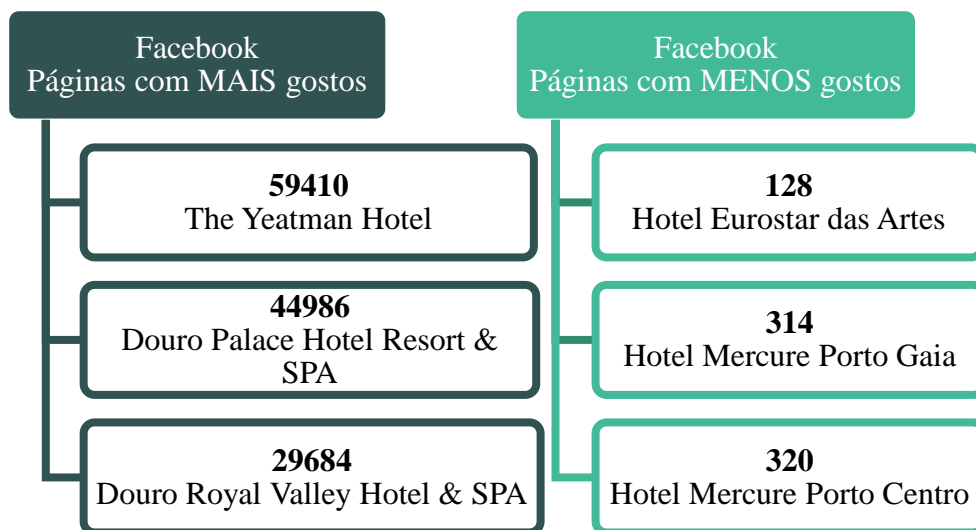 Facebook
Páginas com MAIS gostos
59410
The Yeatman Hotel
44986
Douro Palace Hotel Resort &
SPA
29684
Douro Royal Valley Hotel & SPA
Facebook
Páginas com MENOS gostos
128
Hotel Eurostar das Artes
314
Hotel Mercure Porto Gaia
320
Hotel Mercure Porto Centro